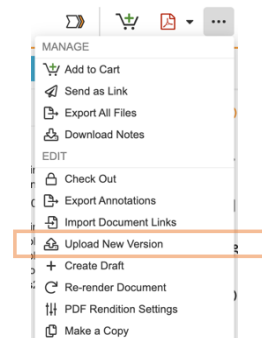 MANAGE
Add to Cart
Send as Link
Export All Files
Download Notes
EDIT
Check Out
Export Annotations
Import Document Links
Upload New Version
Create Draft
Re-render Document
PDF Rendition Settings
Make a Copy